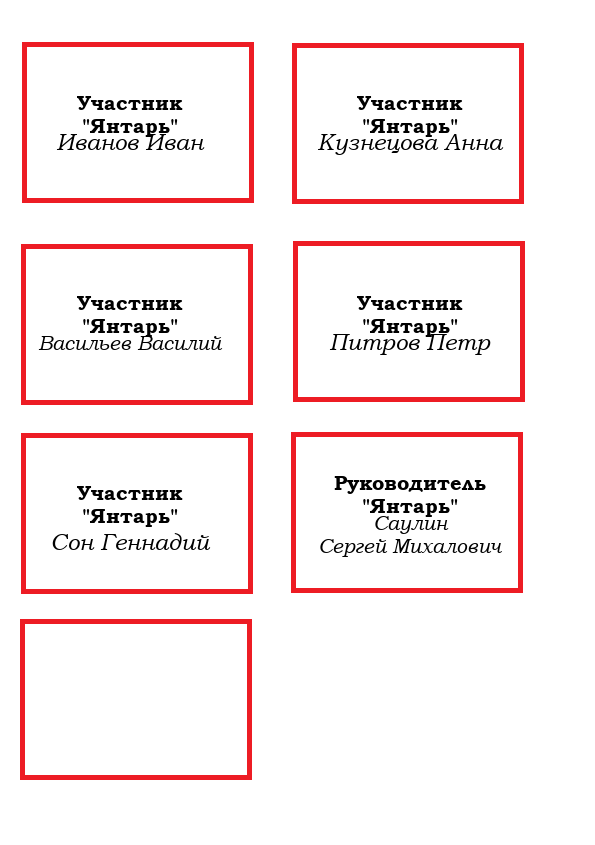 Участник
"Янтарь"
Иванов Иван
Участник
"Янтарь"
Кузнецова Анна
Участник
"Янтарь"
Васильев Василий
Участник
"Янтарь"
Питров Петр
Участник
"Янтарь"
Сон Геннадий
Руководитель
"Янтарь"
Саулин
Сергей Михалович